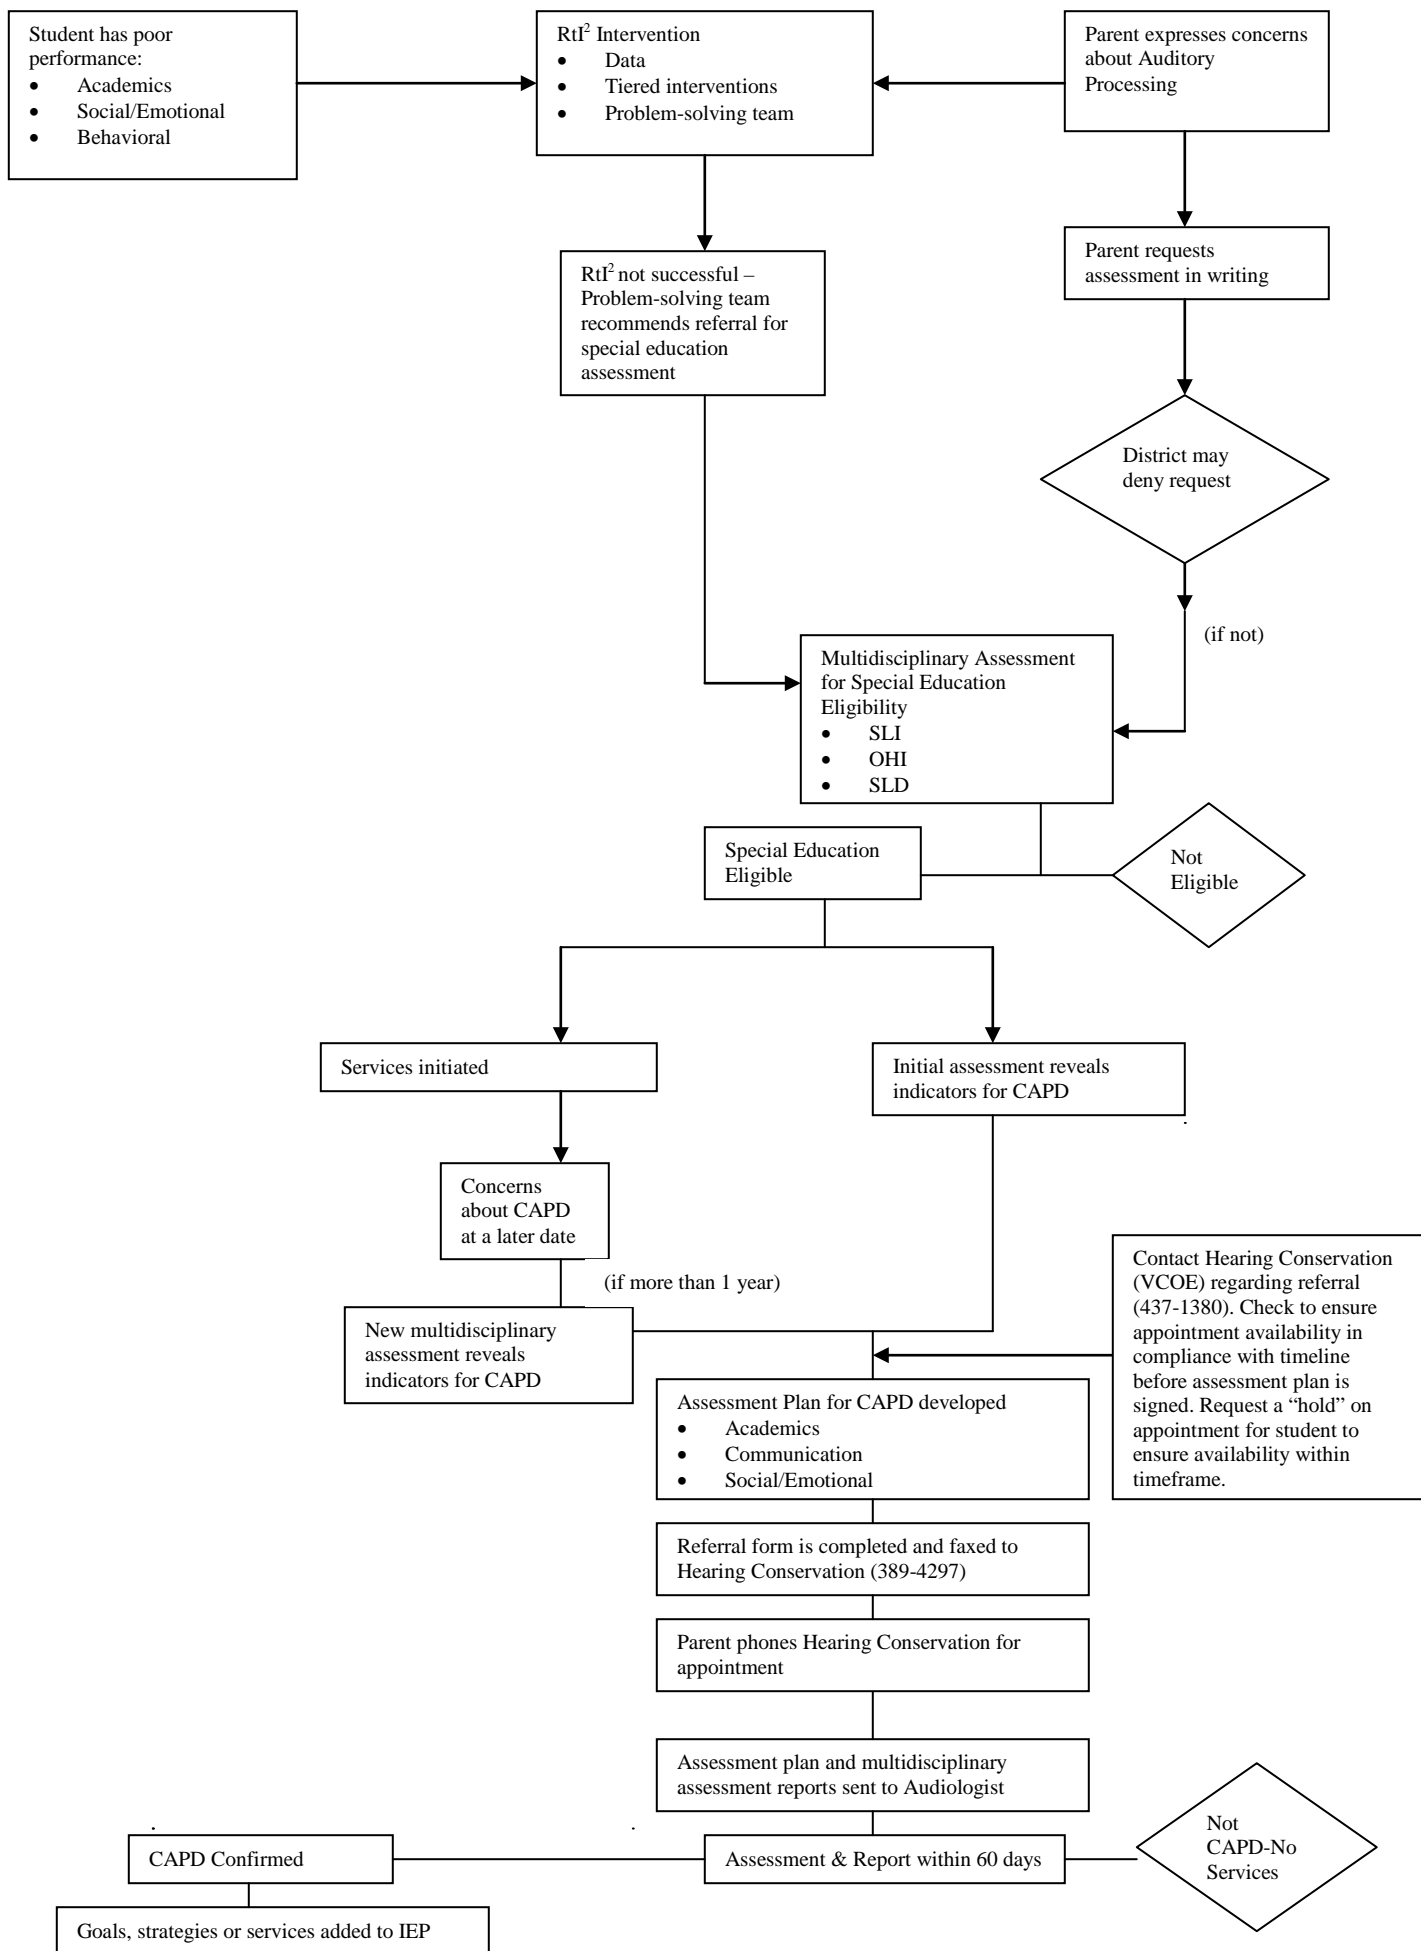 Student has poor
performance:
• Academics
• Social/Emotional
• Behavioral
RtI² Intervention
• Data
• Tiered interventions
• Problem-solving team
Parent expresses concerns
about Auditory
Processing
Parent requests
assessment in writing
RtI² not successful –
Problem-solving team
recommends referral for
special education
assessment
District may
deny request
(if not)
Multidisciplinary Assessment
for Special Education
Eligibility
• SLI
• OHI
• SLD
Special Education
Eligible
Not
Eligible
Services initiated
Initial assessment reveals
indicators for CAPD
Concerns
about CAPD
at a later date
(if more than 1 year)
New multidisciplinary
assessment reveals
indicators for CAPD
Contact Hearing Conservation
(VCOE) regarding referral
(437-1380). Check to ensure
appointment availability in
compliance with timeline
before assessment plan is
signed. Request a “hold” on
appointment for student to
ensure availability within
timeframe.
Assessment Plan for CAPD developed
• Academics
• Communication
• Social/Emotional
Referral form is completed and faxed to
Hearing Conservation (389-4297)
Parent phones Hearing Conservation for
appointment
Assessment plan and multidisciplinary
assessment reports sent to Audiologist
CAPD Confirmed
Assessment & Report within 60 days
Not
CAPD-No
Services
Goals, strategies or services added to IEP